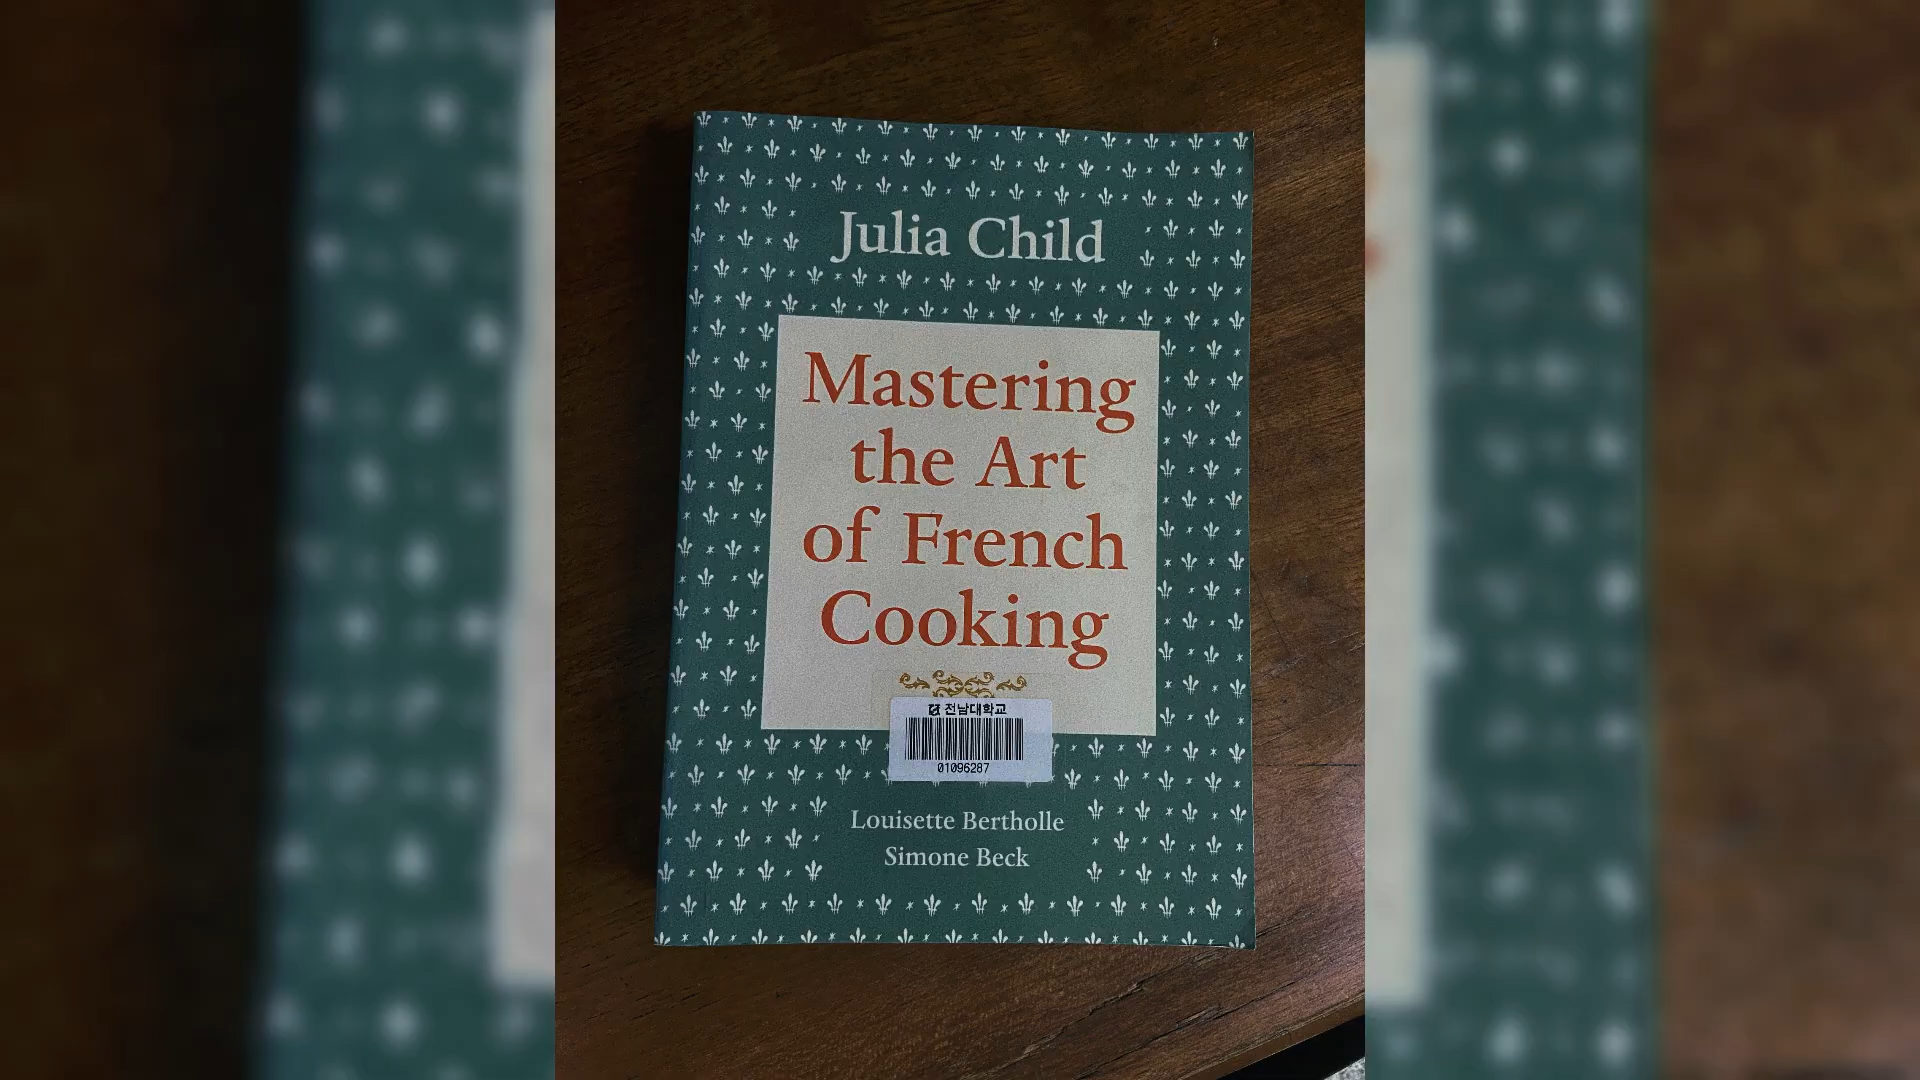 Julia Child
Mastering
the Art
of French
Cooking
전남대학교
01096287
Louisette Bertholle
Simone Beck